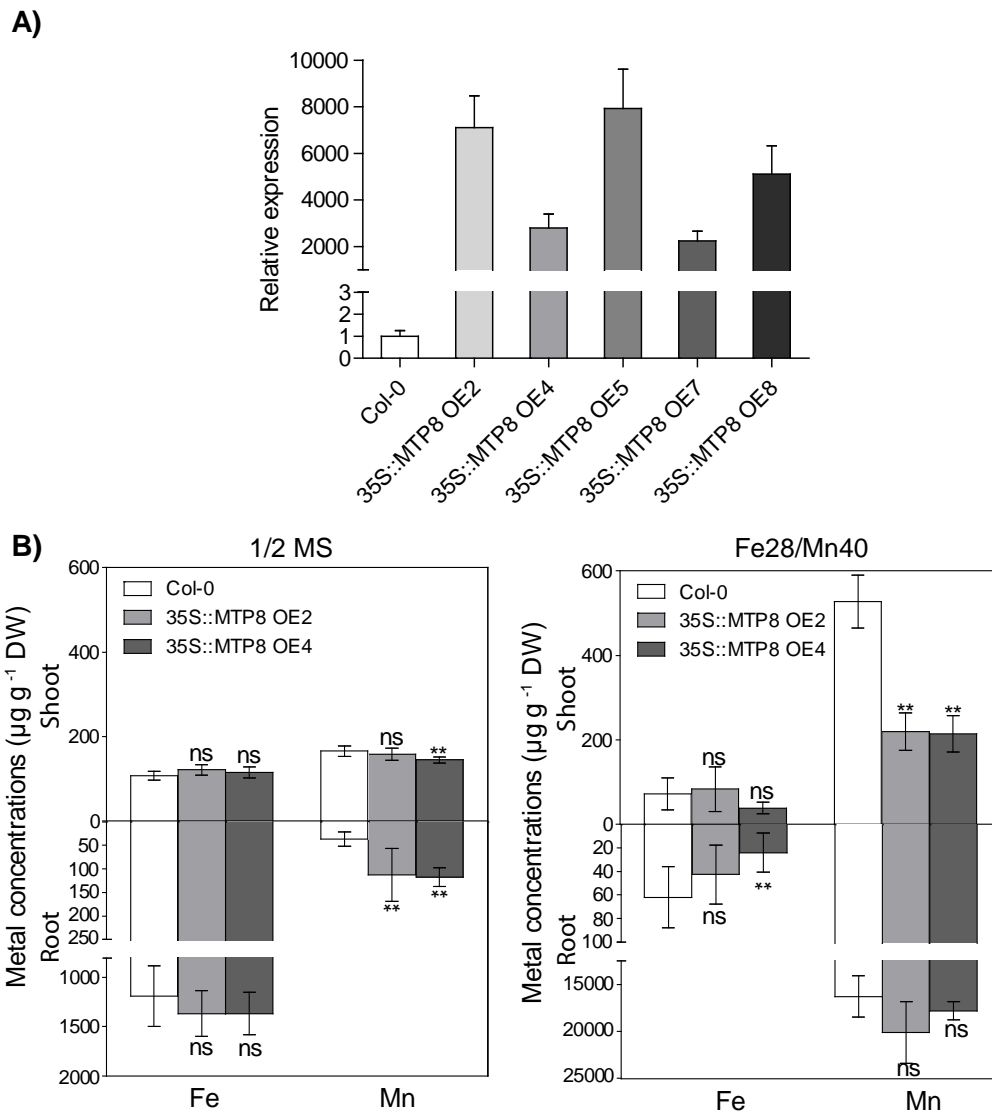 A)
Relative expression
10000
8000
6000
4000
2000
3
2
1
0
Col-0
35S::MTP8 OE2
35S::MTP8 OE4
35S::MTP8 OE5
35S::MTP8 OE7
35S::MTP8 OE8
B)
1/2 MS
Metal concentrations (µg g⁻¹ DW)
Root
Shoot
600
400
200
0
50
100
150
200
250
1000
1500
2000
Col-0
35S::MTP8 OE2
35S::MTP8 OE4
ns
ns
ns
**
ns
ns
**
**
Fe
Mn
Fe28/Mn40
Metal concentrations (µg g⁻¹ DW)
Root
Shoot
600
400
200
0
20
40
60
80
100
15000
20000
25000
Col-0
35S::MTP8 OE2
35S::MTP8 OE4
ns
ns
**
**
ns
**
ns
ns
Fe
Mn